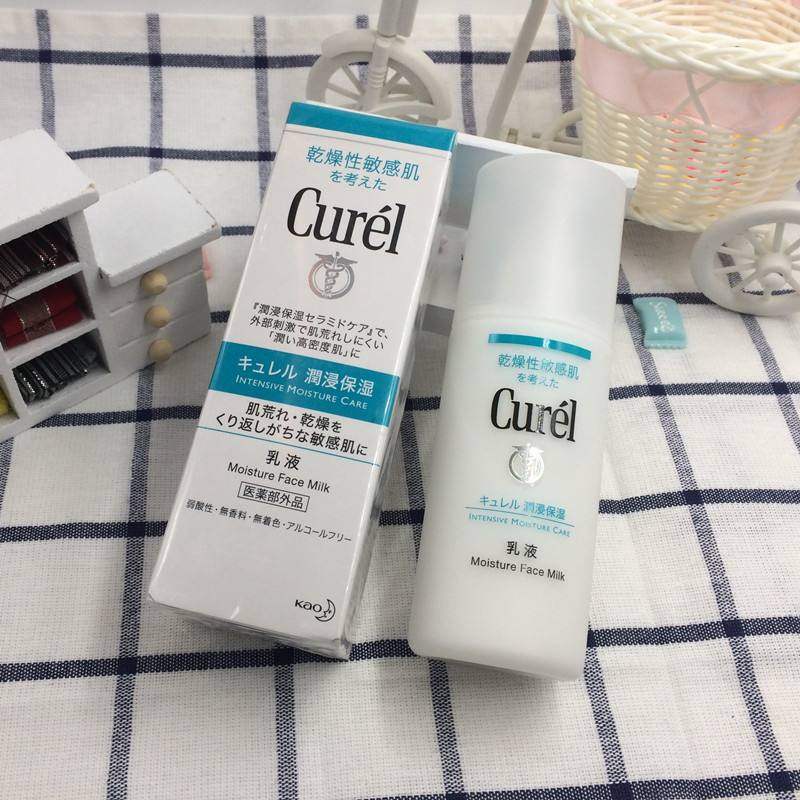 乾燥性敏感肌
を考えた
Curél
『潤浸保湿セラミドケア』で、
外部刺激で肌荒れしにくい
「潤い高密度肌」に
キュレル 潤浸保湿
INTENSIVE MOISTURE CARE
肌荒れ・乾燥を
くり返しがちな敏感肌に
乳液
Moisture Face Milk
医薬部外品
弱酸性・無香料・無着色・アルコールフリー
Kao
乾燥性敏感肌
を考えた
Curél
キュレル 潤浸保湿
INTENSIVE MOISTURE CARE
乳液
Moisture Face Milk